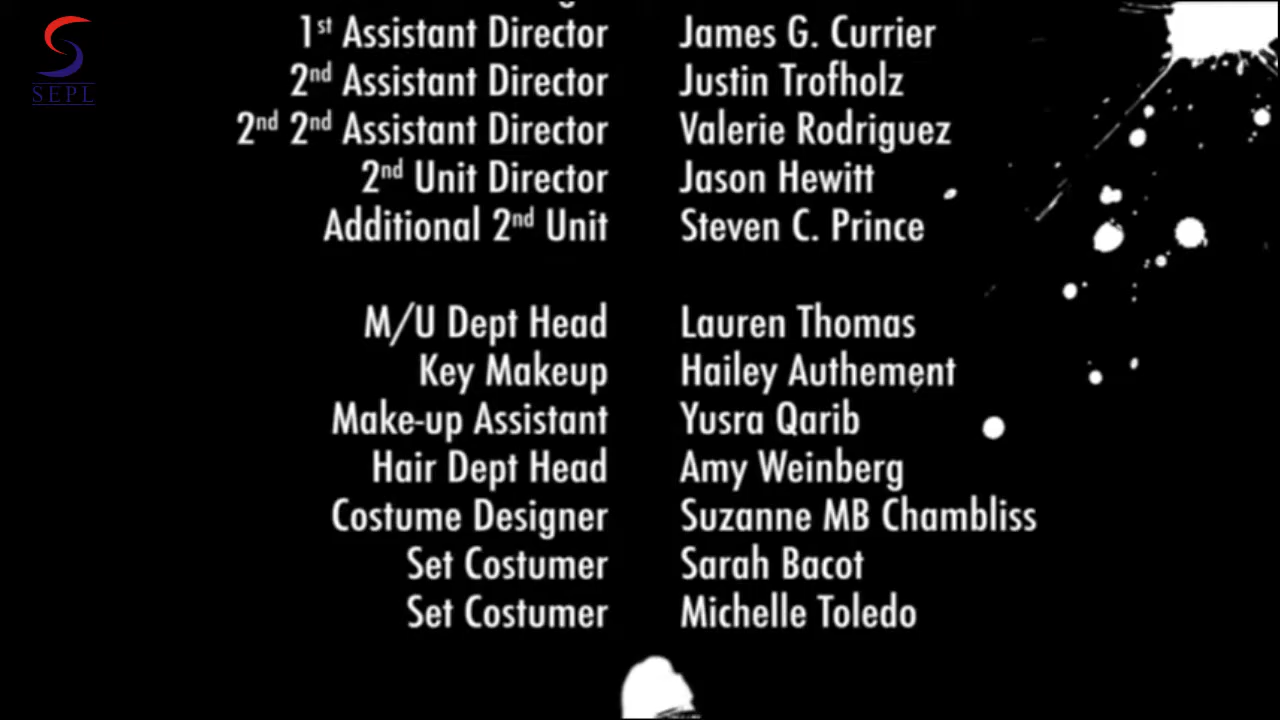 SEPL
1st Assistant Director James G. Currier
2nd Assistant Director Justin Trofholz
2nd 2nd Assistant Director Valerie Rodriguez
2nd Unit Director Jason Hewitt
Additional 2nd Unit Steven C. Prince
M/U Dept Head Lauren Thomas
Key Makeup Hailey Authement
Make-up Assistant Yusra Qarib
Hair Dept Head Amy Weinberg
Costume Designer Suzanne MB Chambliss
Set Costumer Sarah Bacot
Set Costumer Michelle Toledo